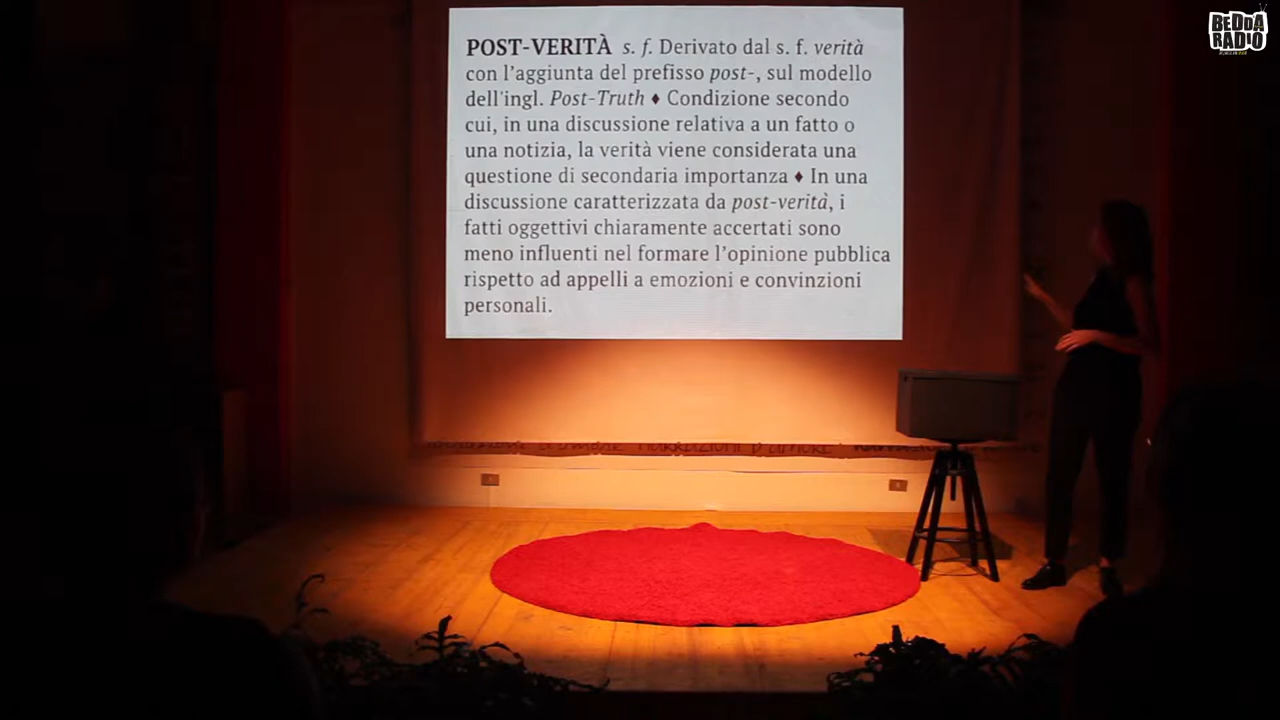 POST-VERITÀ s. f. Derivato dal s. f. verità
con l'aggiunta del prefisso post-, sul modello
dell'ingl. Post-Truth ♦ Condizione secondo
cui, in una discussione relativa a un fatto o
una notizia, la verità viene considerata una
questione di secondaria importanza ♦ In una
discussione caratterizzata da post-verità, i
fatti oggettivi chiaramente accertati sono
meno influenti nel formare l'opinione pubblica
rispetto ad appelli a emozioni e convinzioni
personali.
BEDDA
RADIO
NARRAZIONI D'AMORE